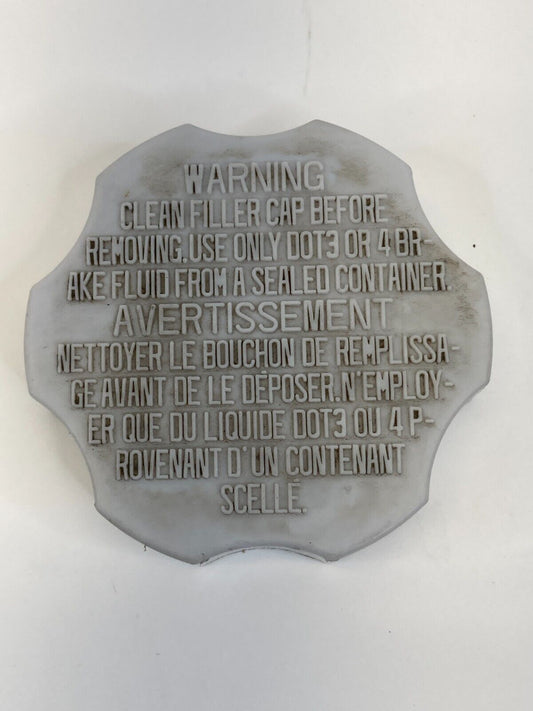 WARNING
CLEAN FILLER CAP BEFORE
REMOVING. USE ONLY DOT3 OR 4 BR-
AKE FLUID FROM A SEALED CONTAINER.
AVERTISSEMENT
NETTOYER LE BOUCHON DE REMPLISSA-
GE AVANT DE LE DÉPOSER. N'EMPLOY-
ER QUE DU LIQUIDE DOT3 OU 4 P-
ROVENANT D'UN CONTENANT
SCELLÉ.